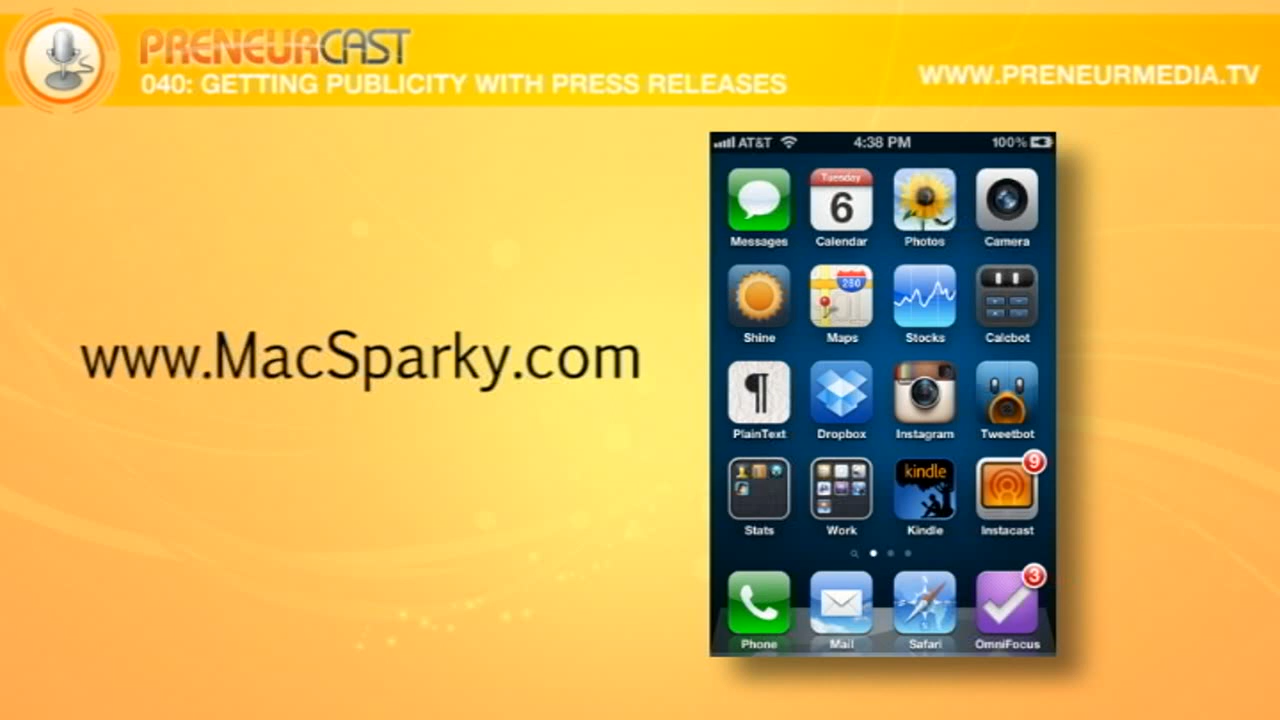 PRENEURCAST
040: GETTING PUBLICITY WITH PRESS RELEASES
WWW.PRENEURMEDIA.TV
www.MacSparky.com
AT&T 4:38 PM 100%
Tuesday
6
Messages Calendar Photos Camera
280
Shine Maps Stocks Calcbot
¶
PlainText Dropbox Instagram Tweetbot
kindle 9
Stats Work Kindle Instacast
3
Phone Mail Safari OmniFocus